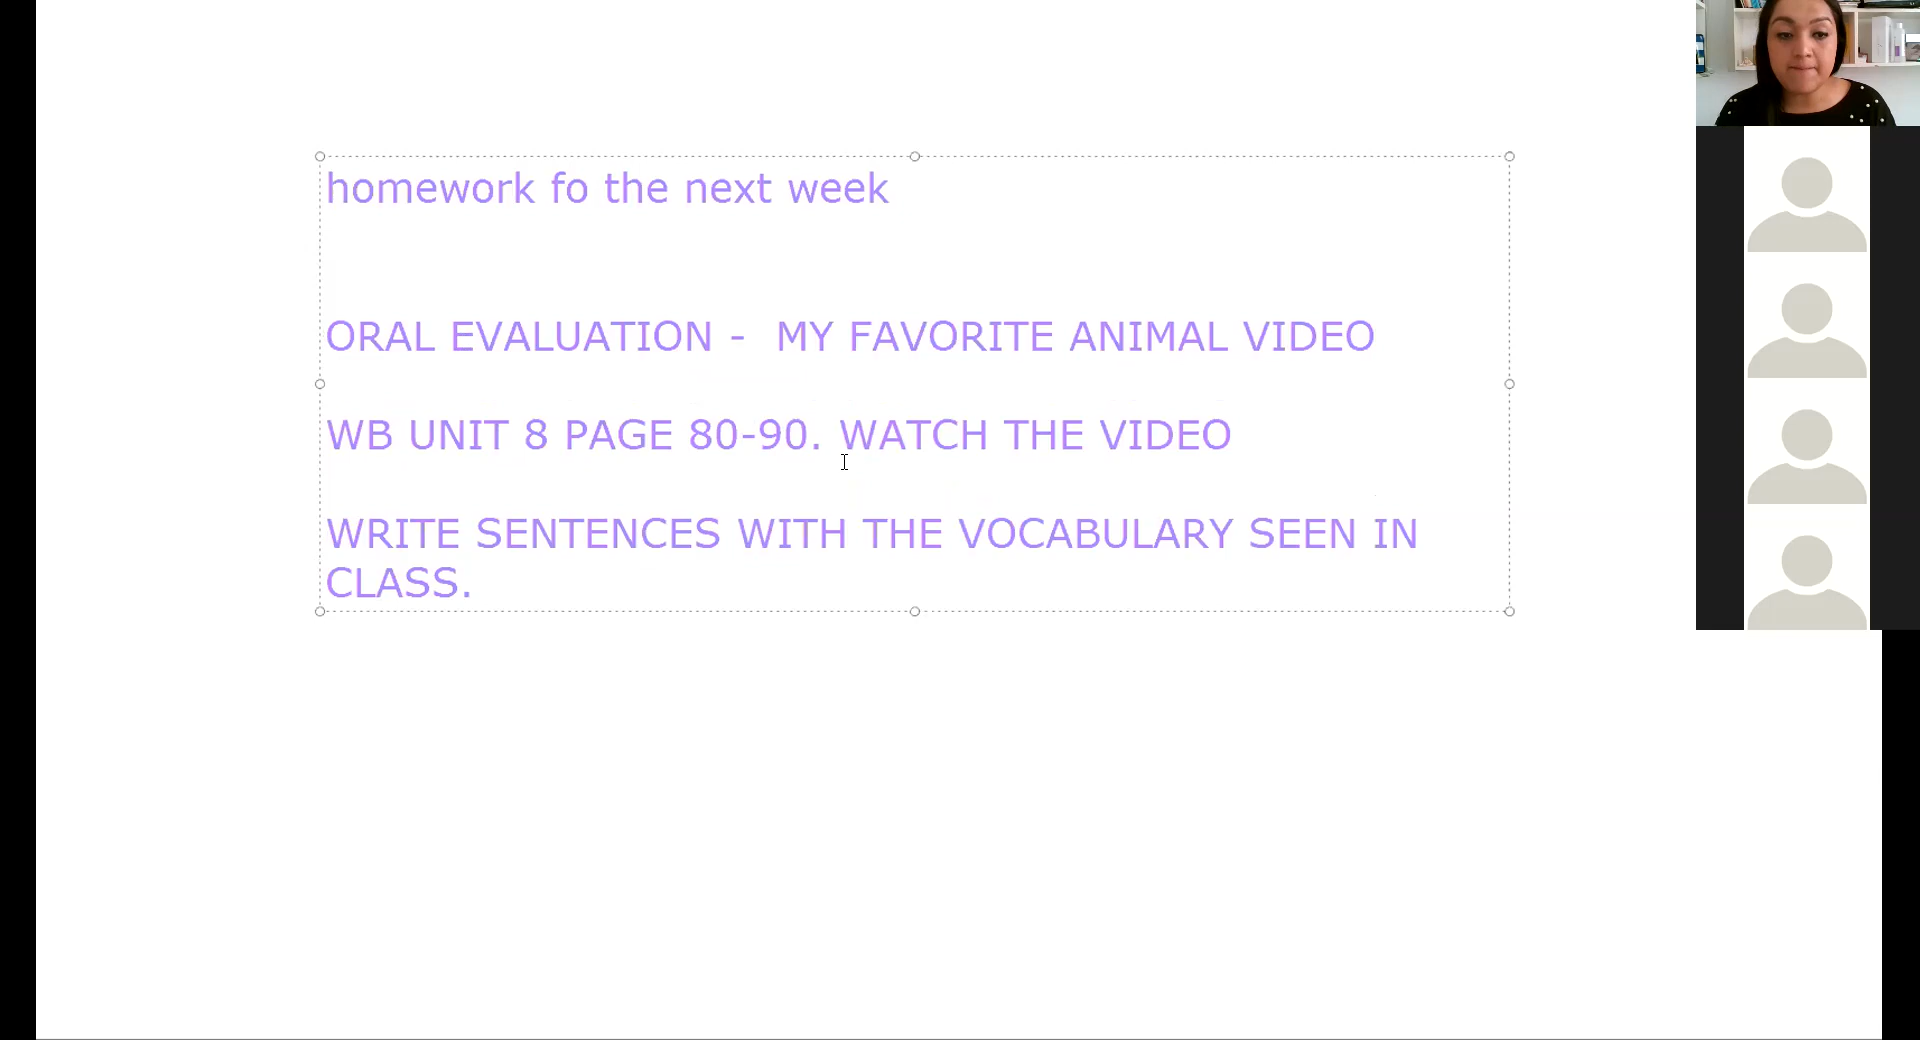 homework fo the next week
ORAL EVALUATION -  MY FAVORITE ANIMAL VIDEO
WB UNIT 8 PAGE 80-90. WATCH THE VIDEO
WRITE SENTENCES WITH THE VOCABULARY SEEN IN
CLASS.